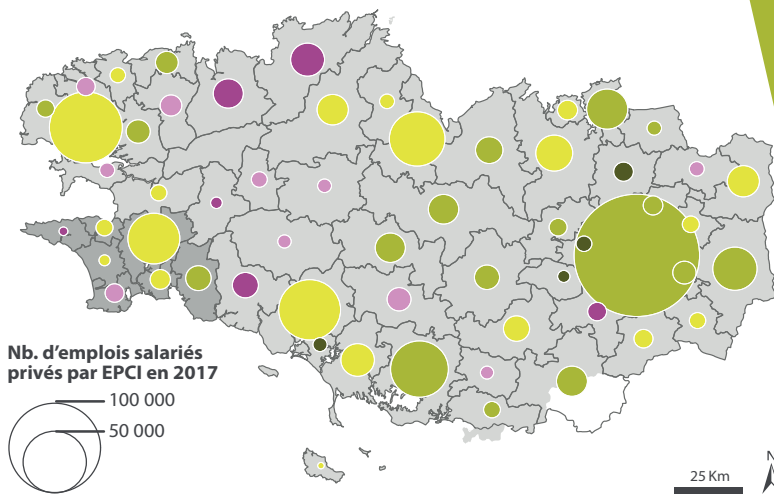 Nb. d'emplois salariés
privés par EPCI en 2017
100 000
50 000
25 Km
N